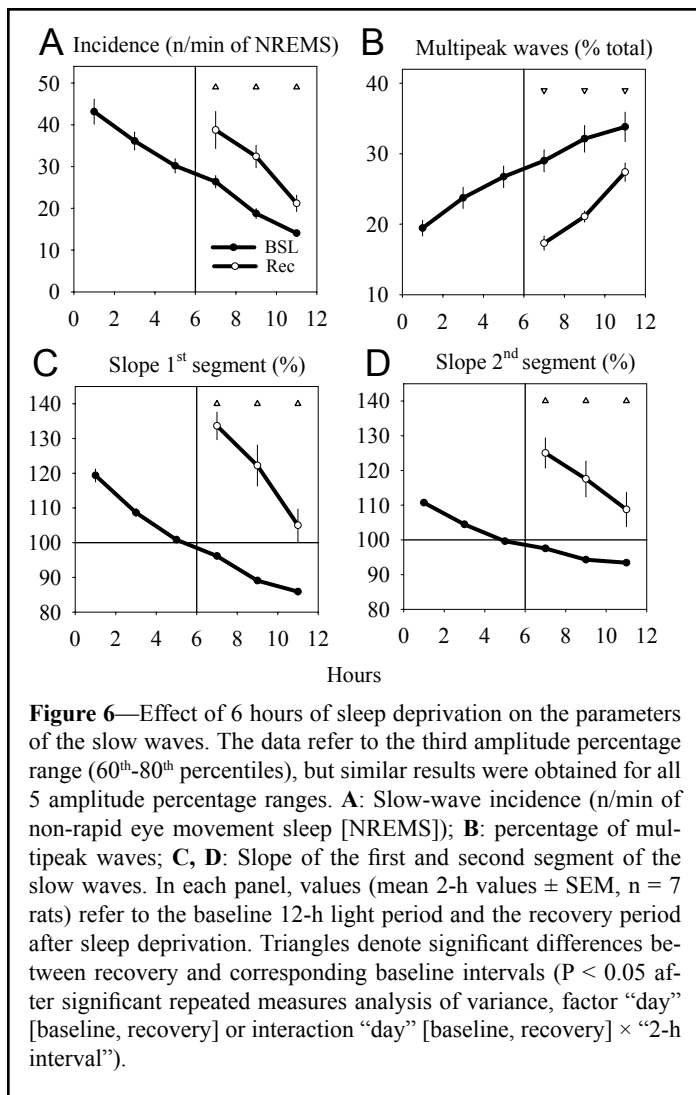 A Incidence (n/min of NREMS)
50
40
30
20
10
0
BSL
Rec
0 2 4 6 8 10 12
B Multipeak waves (% total)
40
30
20
10
0 2 4 6 8 10 12
C Slope 1st segment (%)
140
130
120
110
100
90
80
0 2 4 6 8 10 12
D Slope 2nd segment (%)
140
130
120
110
100
90
80
0 2 4 6 8 10 12
Hours
Figure 6—Effect of 6 hours of sleep deprivation on the parameters
of the slow waves. The data refer to the third amplitude percentage
range (60th-80th percentiles), but similar results were obtained for all
5 amplitude percentage ranges. A: Slow-wave incidence (n/min of
non-rapid eye movement sleep [NREMS]); B: percentage of mul-
tipeak waves; C, D: Slope of the first and second segment of the
slow waves. In each panel, values (mean 2-h values ± SEM, n = 7
rats) refer to the baseline 12-h light period and the recovery period
after sleep deprivation. Triangles denote significant differences be-
tween recovery and corresponding baseline intervals (P < 0.05 af-
ter significant repeated measures analysis of variance, factor “day”
[baseline, recovery] or interaction “day” [baseline, recovery] × “2-h
interval”).